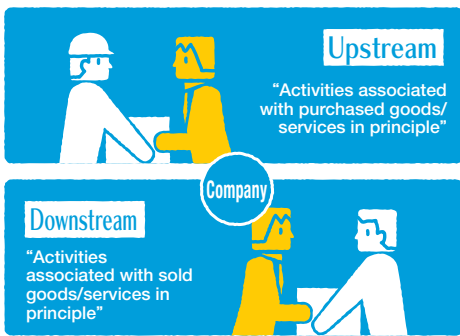 Upstream
“Activities associated
with purchased goods/
services in principle”
Company
Downstream
“Activities
associated with sold
goods/services in
principle”